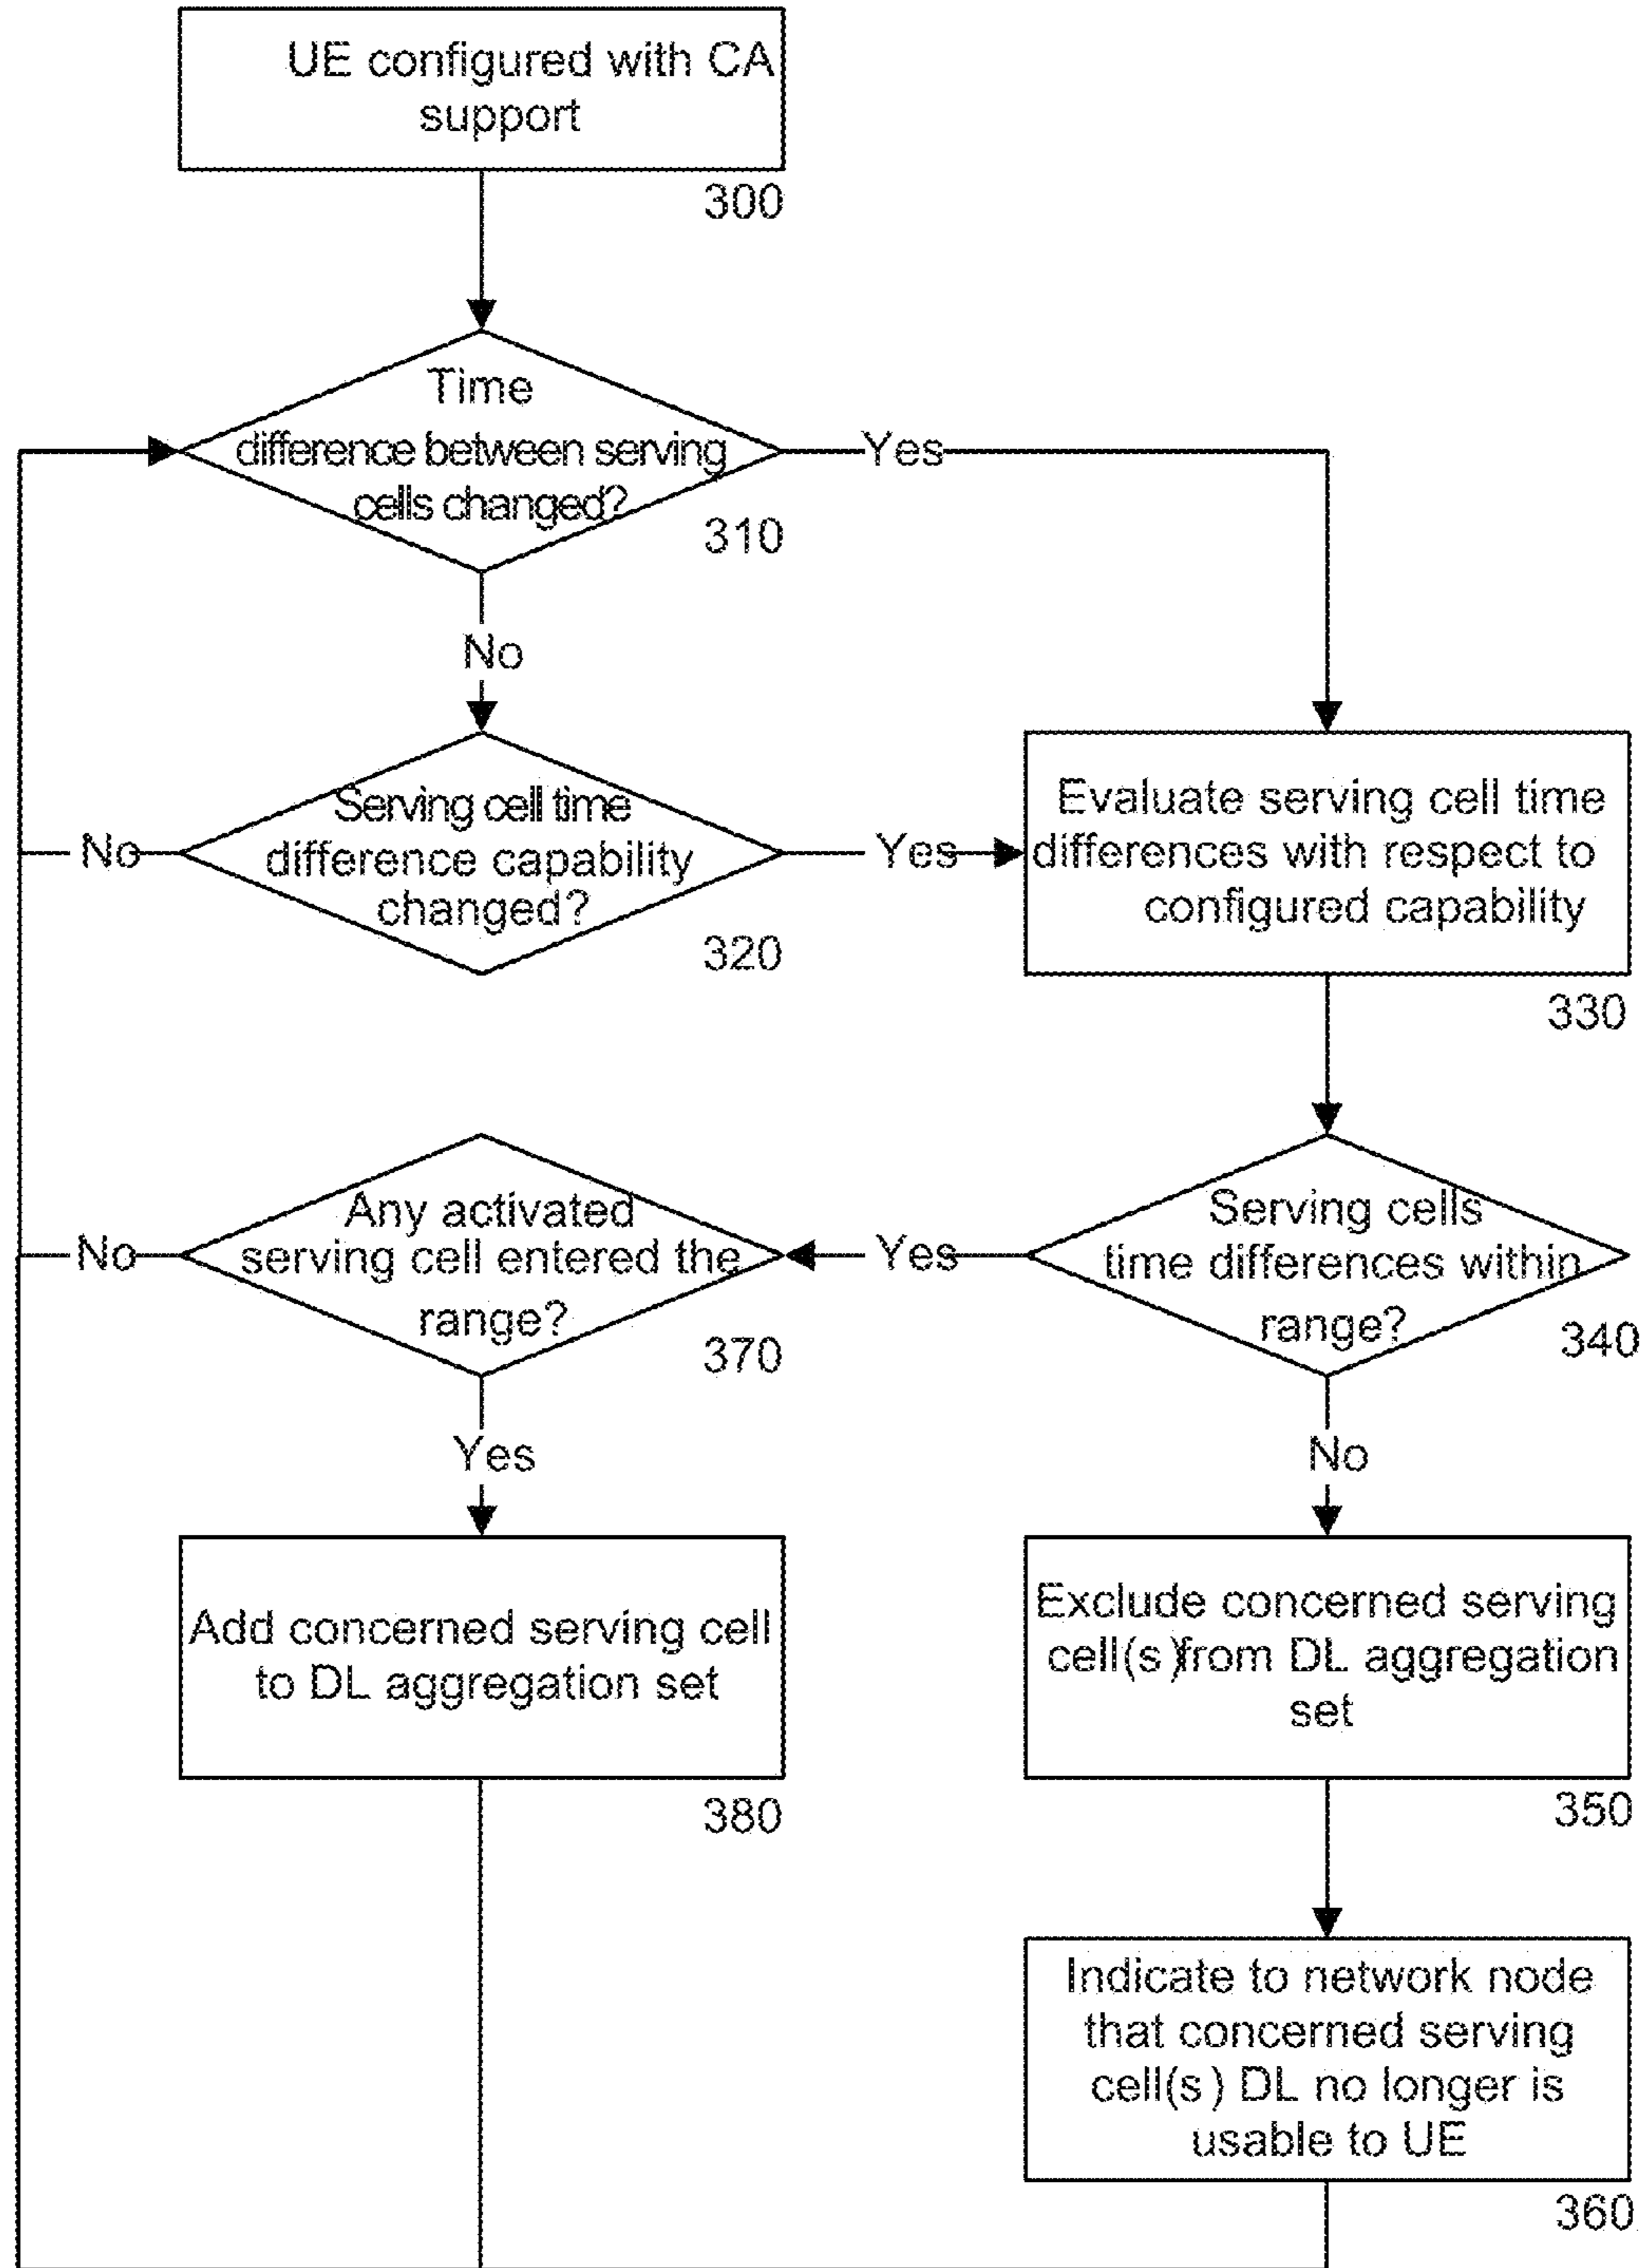 UE configured with CA
support
300
Time
difference between serving
cells changed?
310
Yes
No
Serving cell time
difference capability
changed?
320
No
Yes
Evaluate serving cell time
differences with respect to
configured capability
330
Any activated
serving cell entered the
range?
370
No
Yes
Serving cells
time differences within
range?
340
Yes
No
Add concerned serving cell
to DL aggregation set
380
Exclude concerned serving
cell(s) from DL aggregation
set
350
Indicate to network node
that concerned serving
cell(s) DL no longer is
usable to UE
360